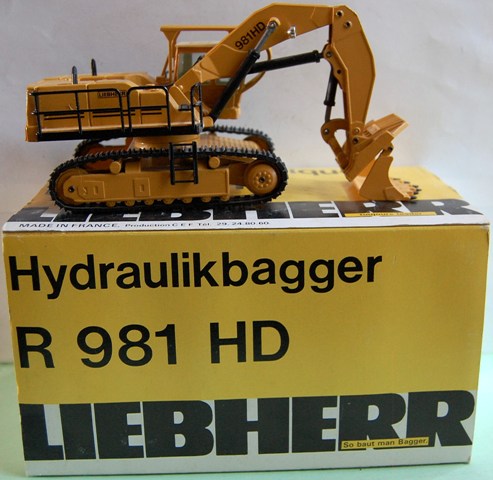 981HD
LIEBHERR
LIEBHERR
MADE IN FRANCE. Production C.E.F. Tel. 29.24.80.60
Hydraulikbagger
R 981 HD
LIEBHERR
So baut man Bagger